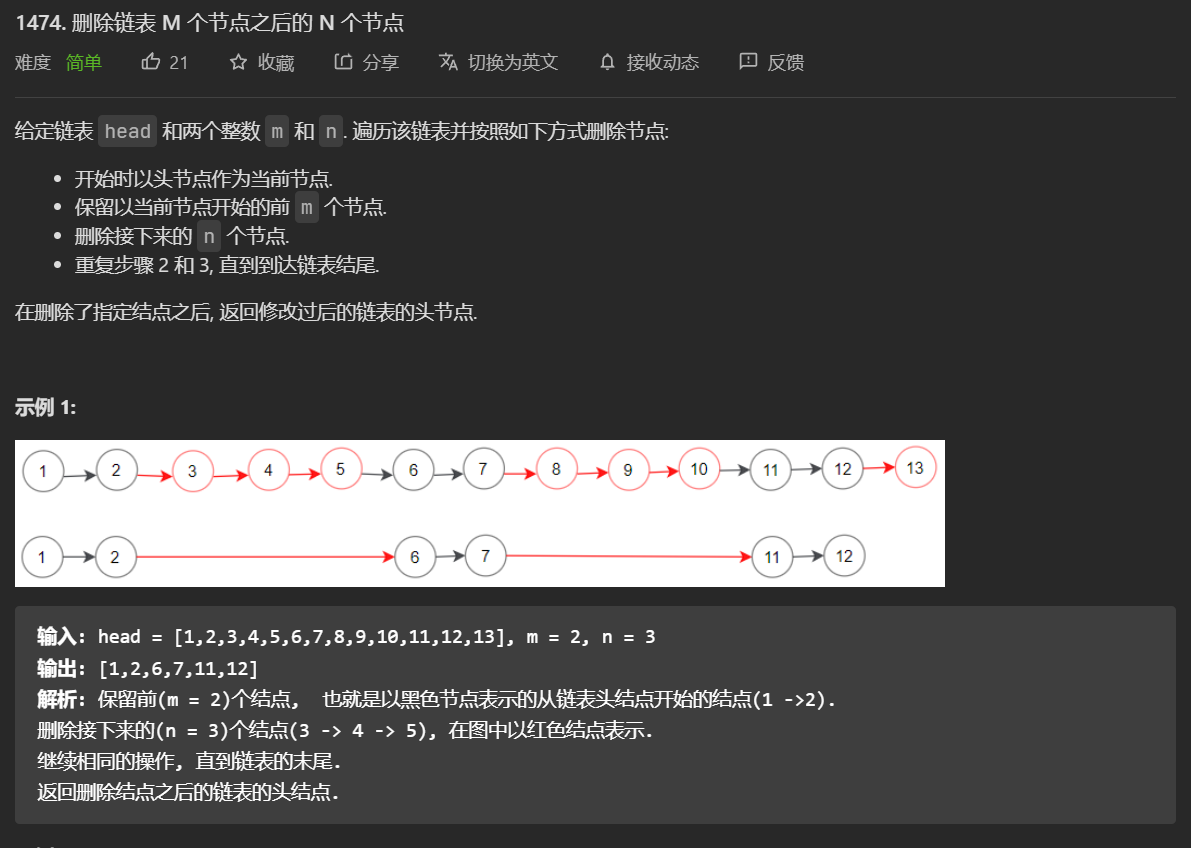 1474. 删除链表 M 个节点之后的 N 个节点
难度 简单 21 收藏 分享 切换为英文 接收动态 反馈
给定链表 head 和两个整数 m 和 n. 遍历该链表并按照如下方式删除节点:
• 开始时以头节点作为当前节点.
• 保留以当前节点开始的前 m 个节点.
• 删除接下来的 n 个节点.
• 重复步骤 2 和 3, 直到到达链表结尾.
在删除了指定结点之后, 返回修改过后的链表的头节点.
示例 1:
1 2 3 4 5 6 7 8 9 10 11 12 13
1 2 6 7 11 12
输入: head = [1,2,3,4,5,6,7,8,9,10,11,12,13], m = 2, n = 3
输出: [1,2,6,7,11,12]
解析: 保留前(m = 2)个结点, 也就是以黑色节点表示的从链表头结点开始的结点(1 ->2).
删除接下来的(n = 3)个结点(3 -> 4 -> 5), 在图中以红色结点表示.
继续相同的操作, 直到链表的末尾.
返回删除结点之后的链表的头结点.